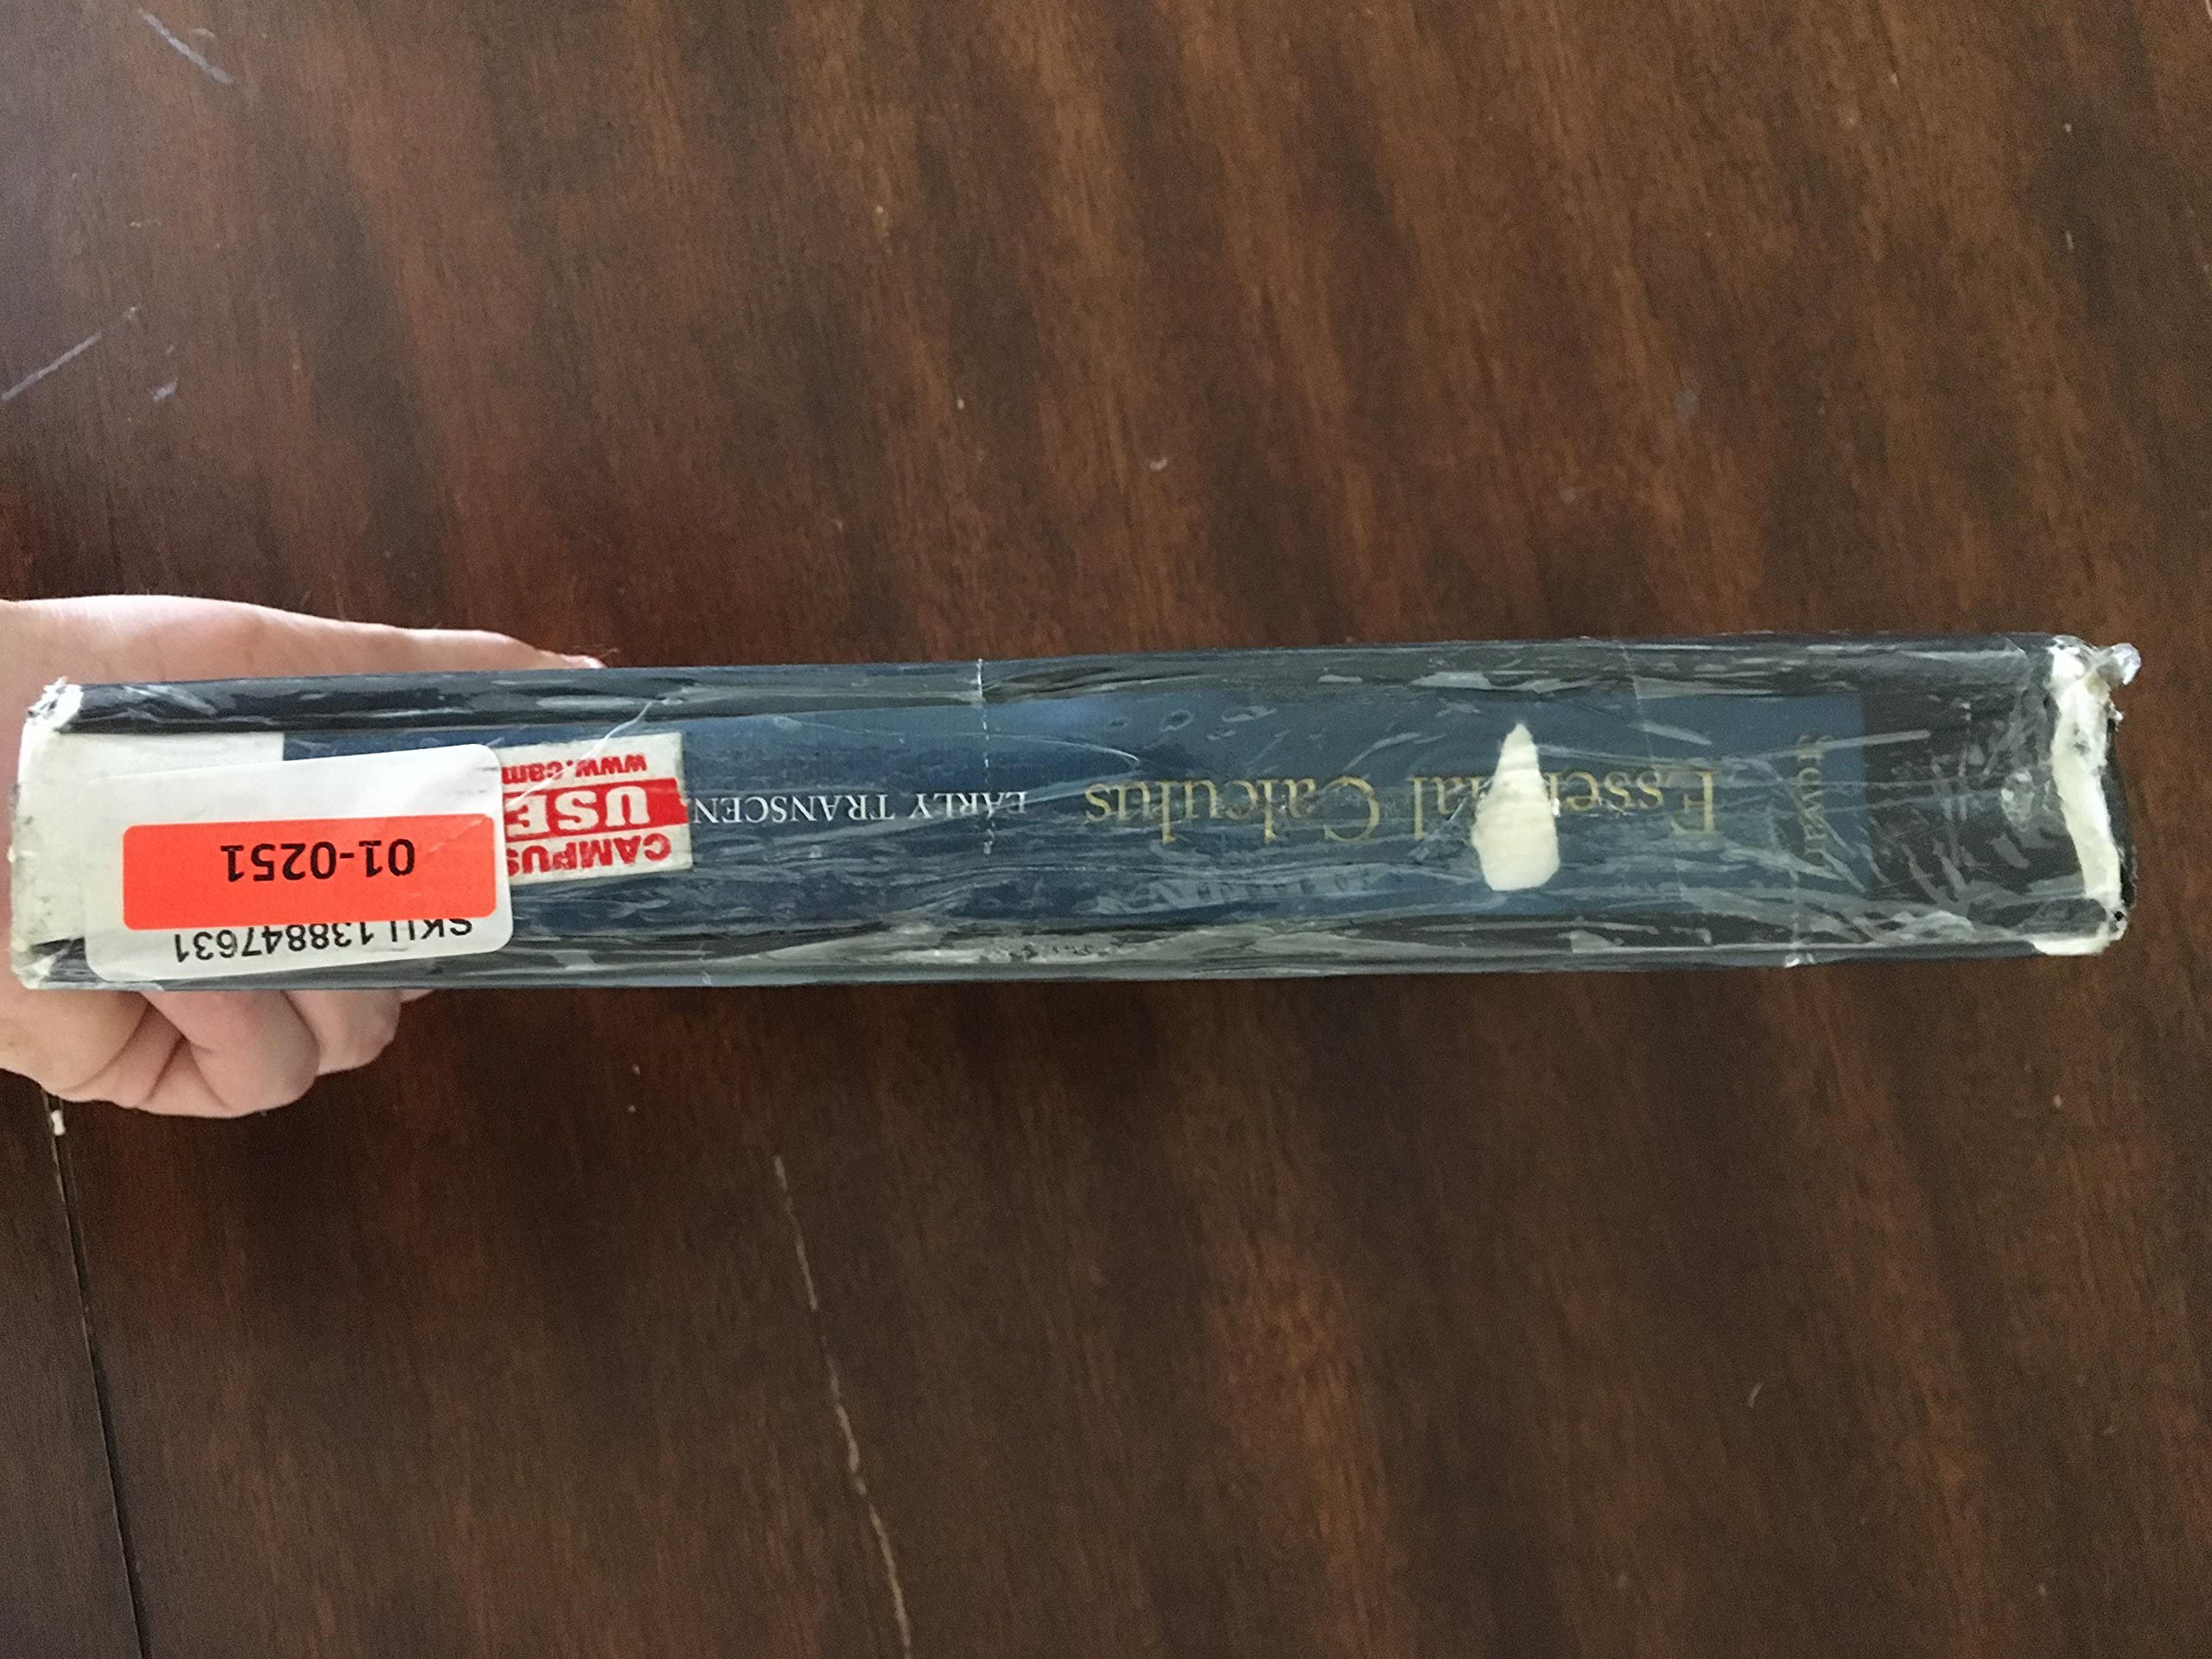 Stewart
Essential Calculus
EARLY TRANSCEN
CAMPUS
USE
www.cam
01-0251
SKU 138847631